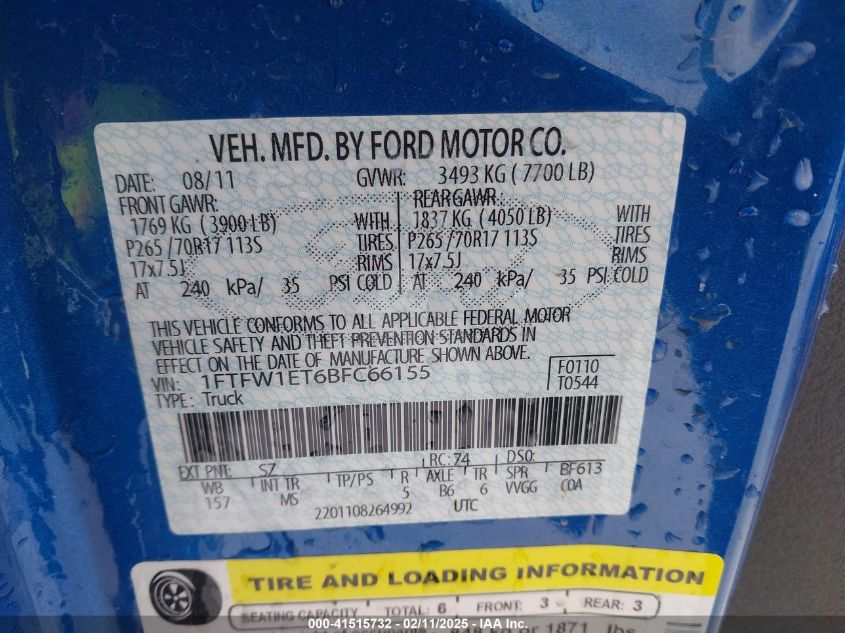 VEH. MFD. BY FORD MOTOR CO.
DATE: 08/11 GVWR: 3493 KG ( 7700 LB)
FRONT GAWR: REAR GAWR:
1769 KG ( 3900 LB) WITH 1837 KG ( 4050 LB) WITH
P265 /70R17 113S TIRES P265 /70R17 113S TIRES
17x7.5J RIMS 17x7.5J RIMS
AT 240 kPa/ 35 PSI COLD AT 240 kPa/ 35 PSI COLD
THIS VEHICLE CONFORMS TO ALL APPLICABLE FEDERAL MOTOR
VEHICLE SAFETY AND THEFT PREVENTION STANDARDS IN
EFFECT ON THE DATE OF MANUFACTURE SHOWN ABOVE.
VIN: 1FTFW1ET6BFC66155 F0110
TYPE: Truck T0544
EXT PNT: SZ RC: 74 DSO:
WB INT TR TP/PS R AXLE TR SPR BF613
157 MS 5 B6 6 VVGG COA
2201108264992 UTC
TIRE AND LOADING INFORMATION
SEATING CAPACITY TOTAL: 6 FRONT: 3 REAR: 3
848 kg or 1871 lbs
000-41515732 - 02/11/2025 - IAA Inc.